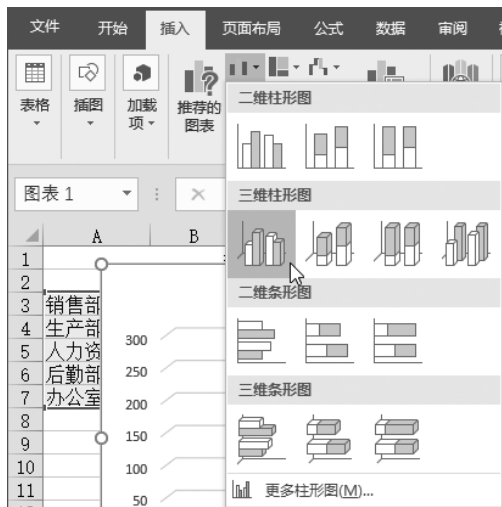 文件 开始 插入 页面布局 公式 数据 审阅
表格 插图 加载项 推荐的图表
二维柱形图
图表 1
三维柱形图
A B
1
2
3 销售部
4 生产部
5 人力资
6 后勤部
7 办公室
8
9
10
11
300
250
200
150
100
50
二维条形图
三维条形图
更多柱形图(M)...